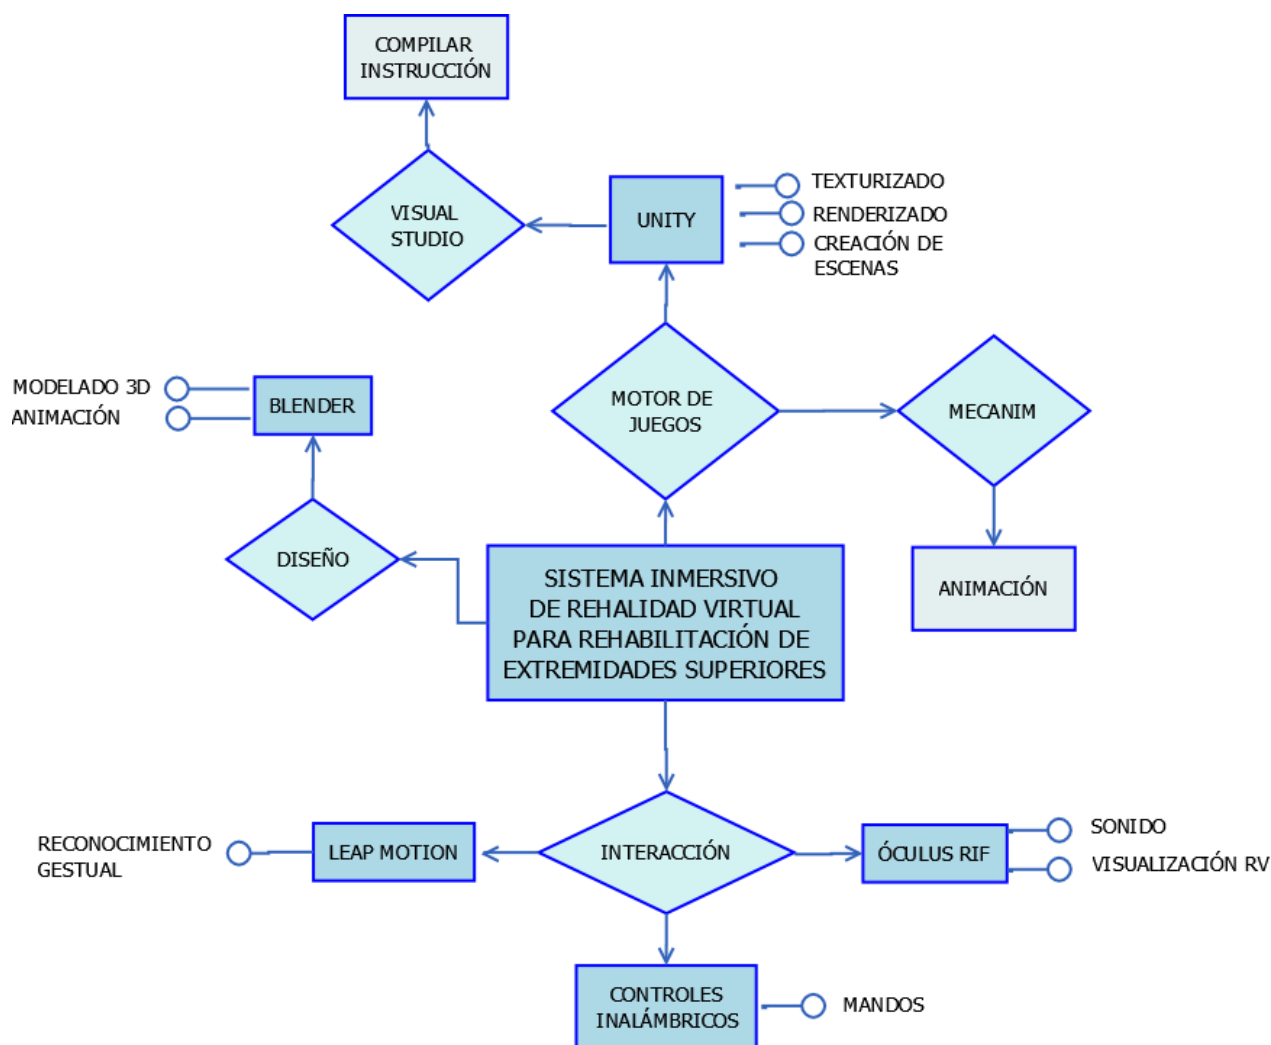 COMPILAR
INSTRUCCIÓN
VISUAL
STUDIO
UNITY
TEXTURIZADO
RENDERIZADO
CREACIÓN DE
ESCENAS
MODELADO 3D
ANIMACIÓN
BLENDER
MOTOR DE
JUEGOS
MECANIM
DISEÑO
SISTEMA INMERSIVO
DE REHALIDAD VIRTUAL
PARA REHABILITACIÓN DE
EXTREMIDADES SUPERIORES
ANIMACIÓN
RECONOCIMIENTO
GESTUAL
LEAP MOTION
INTERACCIÓN
ÓCULUS RIF
SONIDO
VISUALIZACIÓN RV
CONTROLES
INALÁMBRICOS
MANDOS